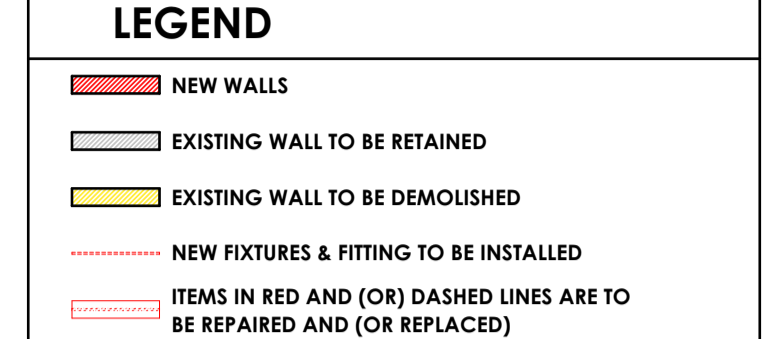 LEGEND
NEW WALLS
EXISTING WALL TO BE RETAINED
EXISTING WALL TO BE DEMOLISHED
NEW FIXTURES & FITTING TO BE INSTALLED
ITEMS IN RED AND (OR) DASHED LINES ARE TO
BE REPAIRED AND (OR REPLACED)